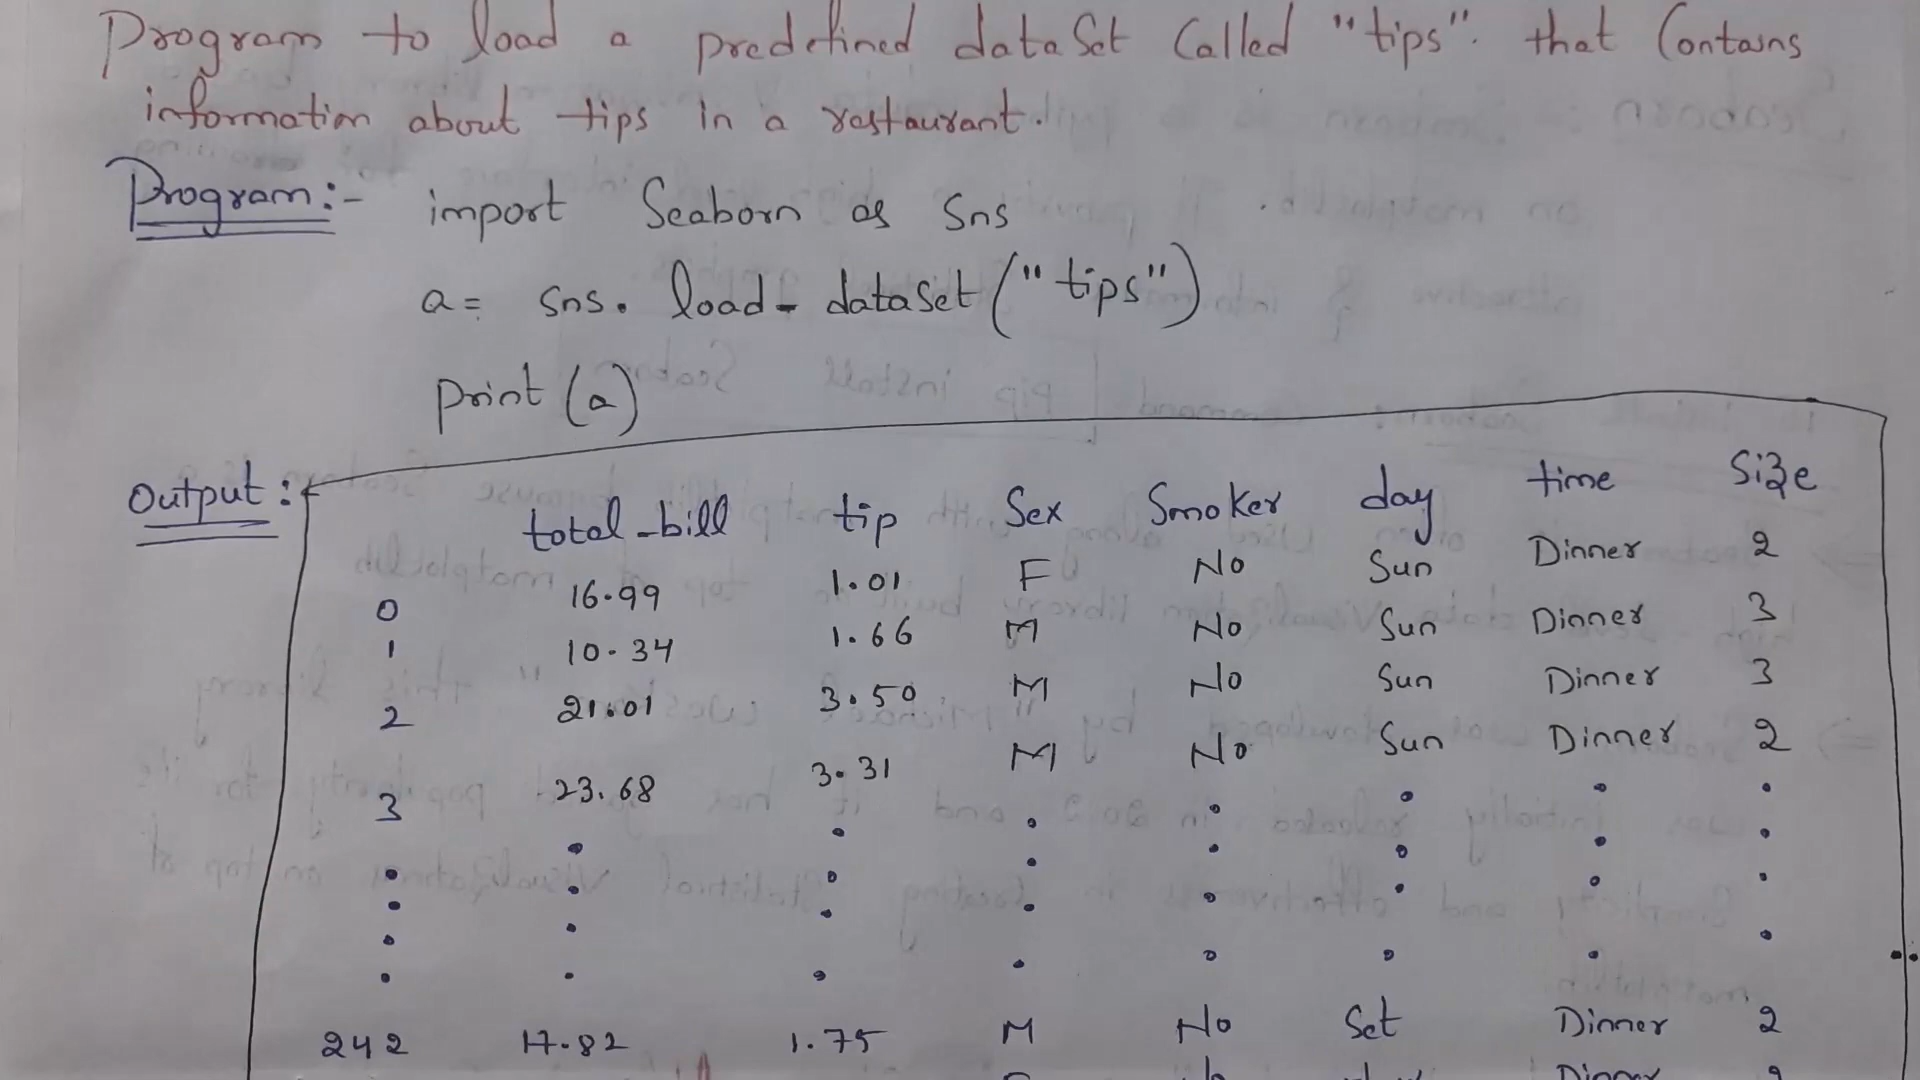 Program to load a predefined dataSet Called "tips". that Contains
information about tips in a restaurant.
Program:- import Seaborn as Sns
a= Sns. load_dataSet("tips")
print (a)
Output:-
total_bill tip Sex Smoker day time Size
0 16.99 1.01 F No Sun Dinner 2
1 10.34 1.66 M No Sun Dinner 3
2 21.01 3.50 M No Sun Dinner 3
3 23.68 3.31 M No Sun Dinner 2
242 17.82 1.75 M No Sat Dinner 2